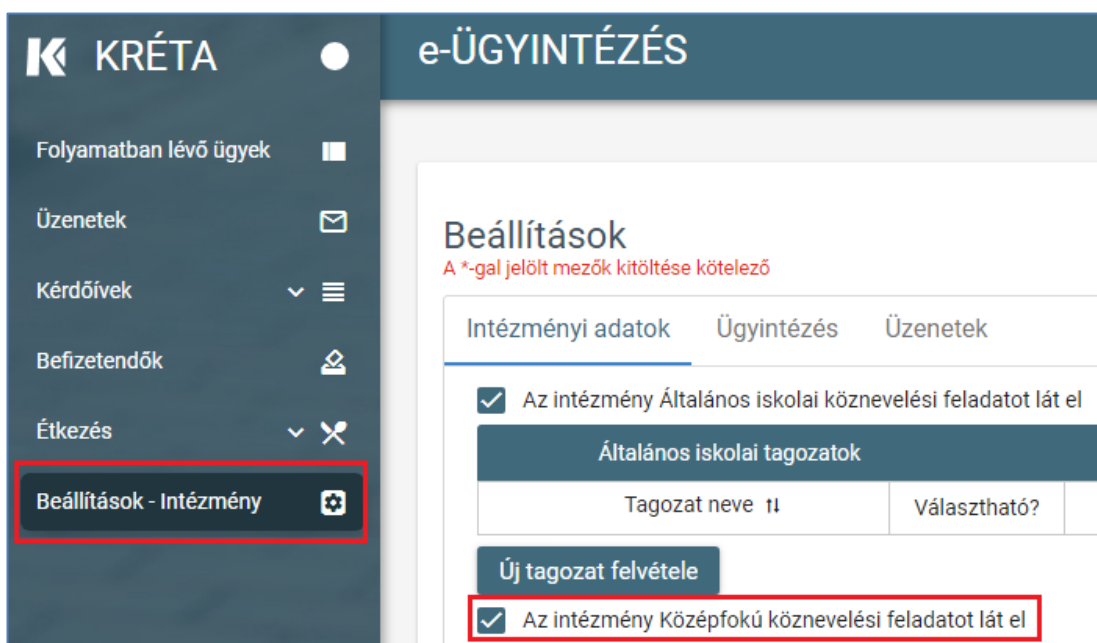 KRÉTA
e-ÜGYINTÉZÉS
Folyamatban lévő ügyek
Üzenetek
Kérdőívek
Befizetendők
Étkezés
Beállítások - Intézmény
Beállítások
A *-gal jelölt mezők kitöltése kötelező
Intézményi adatok Ügyintézés Üzenetek
Az intézmény Általános iskolai köznevelési feladatot lát el
Általános iskolai tagozatok
Tagozat neve Választható?
Új tagozat felvétele
Az intézmény Középfokú köznevelési feladatot lát el